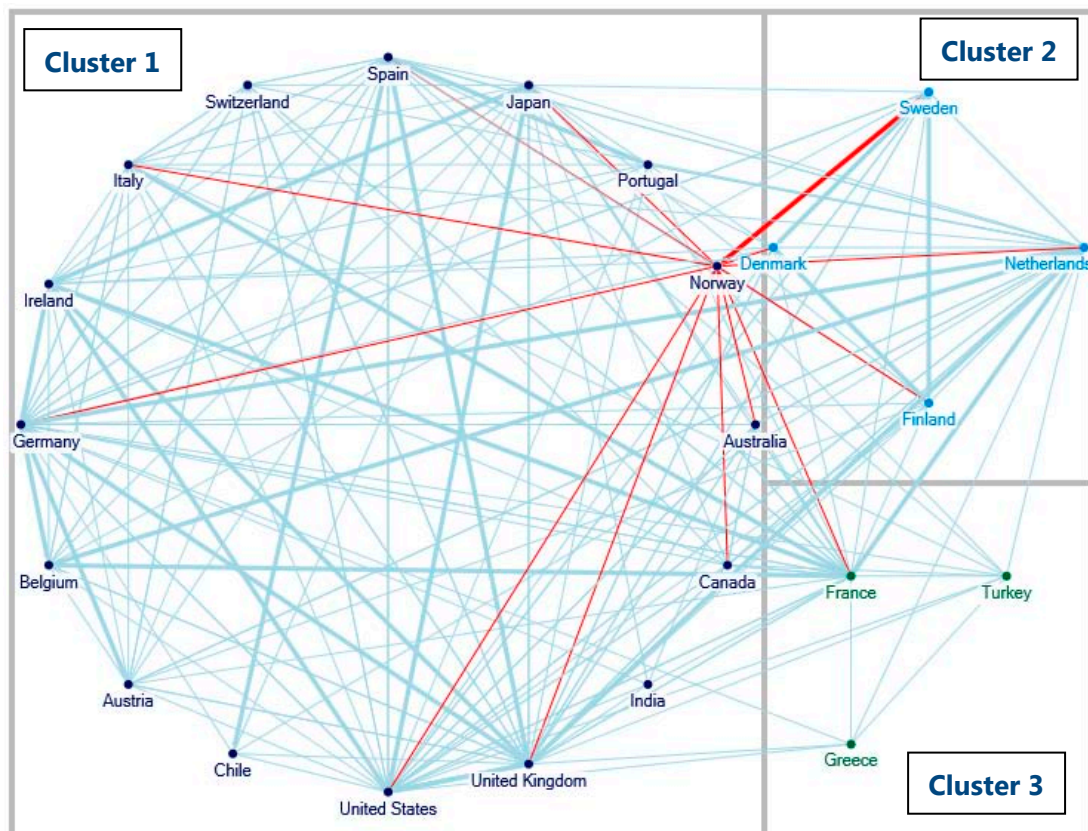 Cluster 1
Cluster 2
Spain
Switzerland
Japan
Sweden
Italy
Portugal
Denmark
Netherlands
Norway
Ireland
Finland
Germany
Australia
Belgium
Canada
France
Turkey
Austria
India
Chile
United Kingdom
Greece
United States
Cluster 3